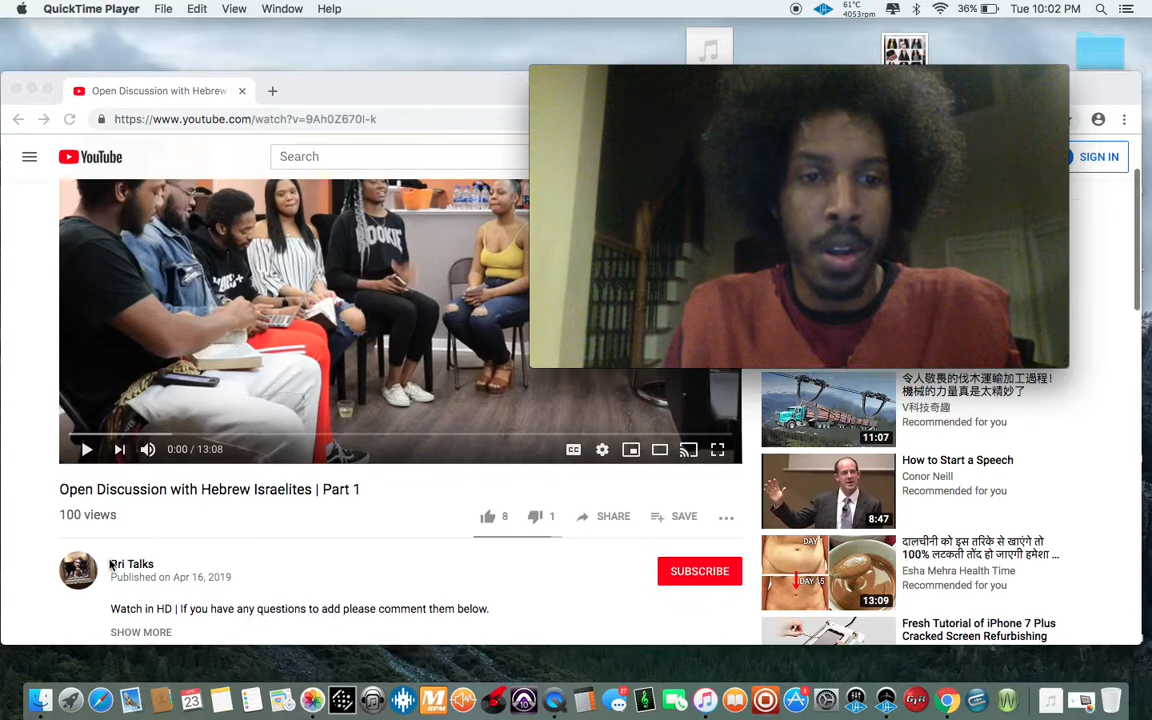 QuickTime Player File Edit View Window Help
61°C
4053rpm
36%
Tue 10:02 PM
Open Discussion with Hebrew
https://www.youtube.com/watch?v=9Ah0Z670I-k
YouTube
Search
SIGN IN
0:00 / 13:08
CC
Open Discussion with Hebrew Israelites | Part 1
100 views
8
1
SHARE
SAVE
Talks
Published on Apr 16, 2019
SUBSCRIBE
Watch in HD | If you have any questions to add please comment them below.
SHOW MORE
令人敬畏的伐木運輸加工過程!
機械的力量真是太精妙了
V科技奇趣
Recommended for you
11:07
How to Start a Speech
Conor Neill
Recommended for you
8:47
दालचीनी को इस तरिके से खाएंगे तो
100% लटकती तोंद हो जाएगी हमेशा ...
Esha Mehra Health Time
Recommended for you
DAY
DAY 15
13:09
Fresh Tutorial of iPhone 7 Plus
Cracked Screen Refurbishing